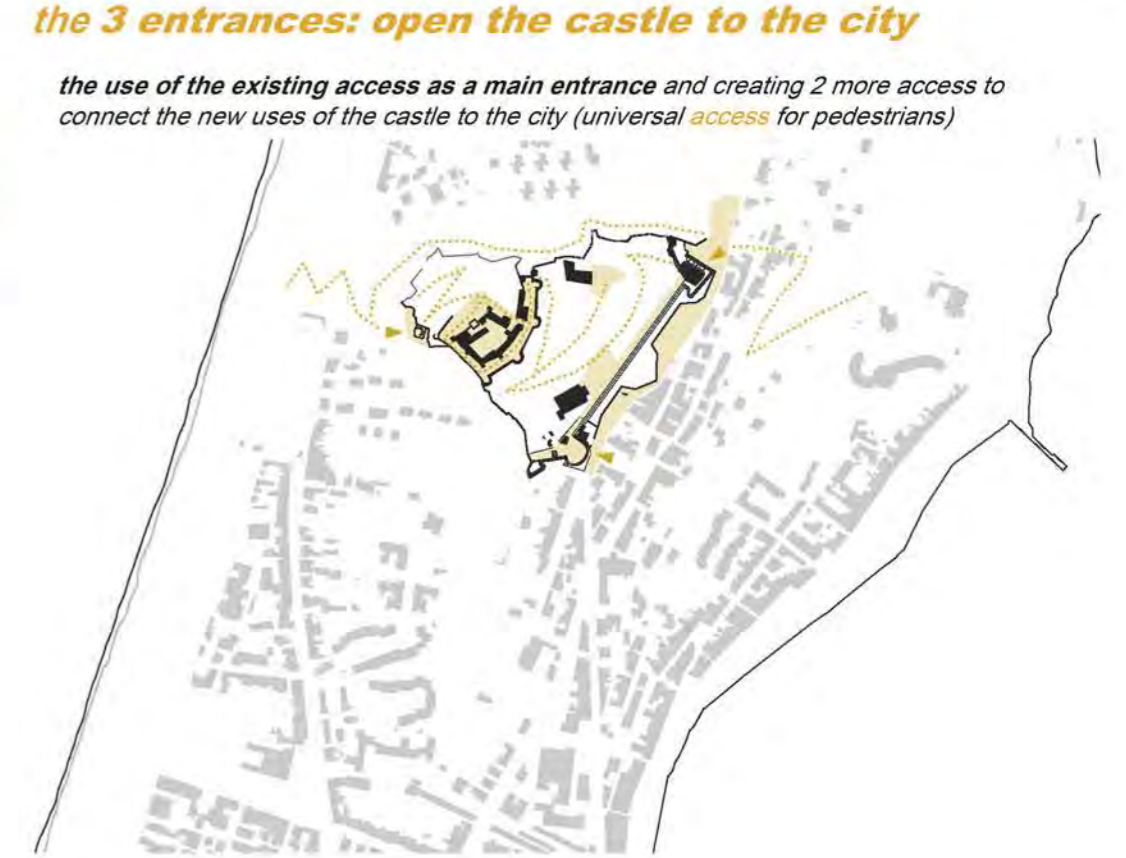 the 3 entrances: open the castle to the city
the use of the existing access as a main entrance and creating 2 more access to
connect the new uses of the castle to the city (universal access for pedestrians)